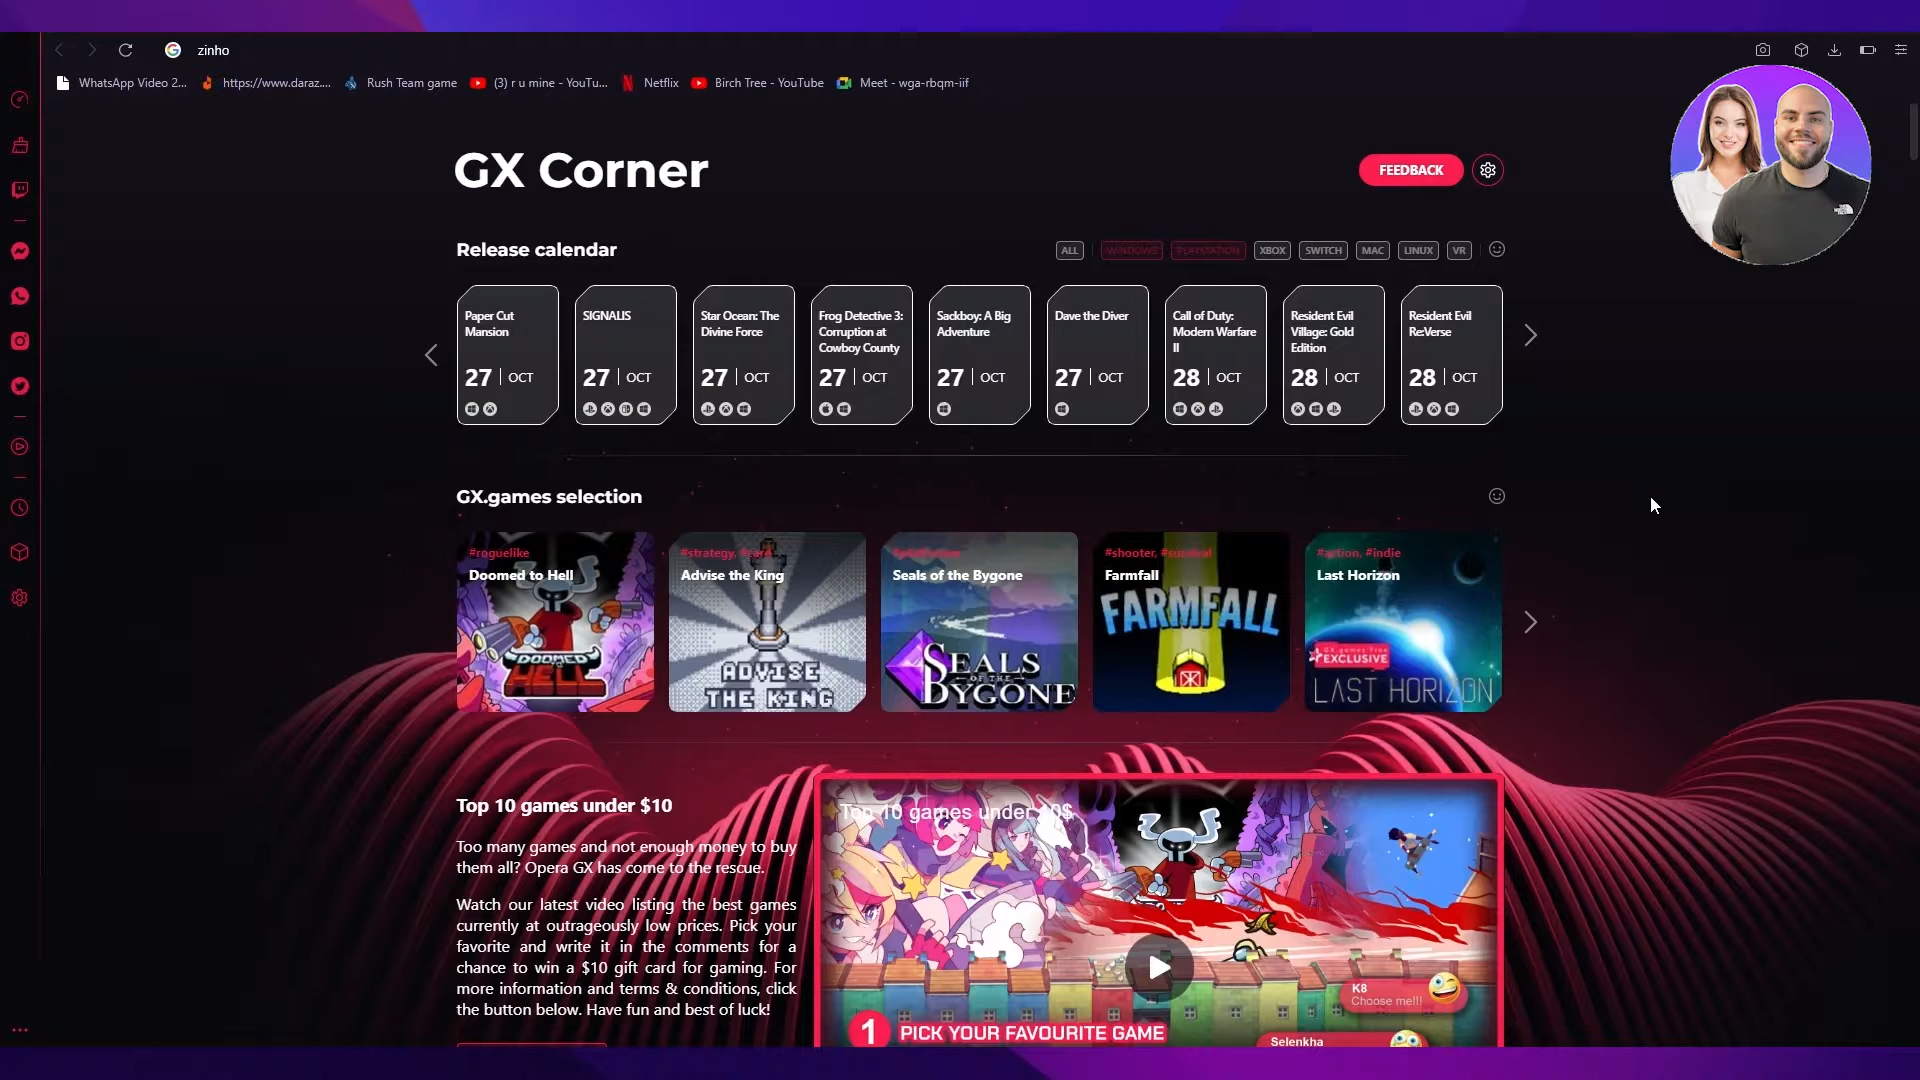 zinho
WhatsApp Video 2...
https://www.daraz....
Rush Team game
(3) r u mine - YouTu...
Netflix
Birch Tree - YouTube
Meet - wga-rbqm-iif
GX Corner
FEEDBACK
Release calendar
ALL
WINDOWS
PLAYSTATION
XBOX
SWITCH
MAC
LINUX
VR
Paper Cut
Mansion
27 OCT
SIGNALIS
27 OCT
Star Ocean: The
Divine Force
27 OCT
Frog Detective 3:
Corruption at
Cowboy County
27 OCT
Sackboy: A Big
Adventure
27 OCT
Dave the Diver
27 OCT
Call of Duty:
Modern Warfare
II
28 OCT
Resident Evil
Village: Gold
Edition
28 OCT
Resident Evil
Re:Verse
28 OCT
GX.games selection
#roguelike
Doomed to Hell
DOOMED
TO
HELL
#strategy, #card
Advise the King
ADVISE
THE KING
Seals of the Bygone
SEALS
OF THE
BYGONE
#shooter, #survival
Farmfall
FARMFALL
#action, #indie
Last Horizon
GX.games Free
EXCLUSIVE
LAST HORIZON
Top 10 games under $10
Too many games and not enough money to buy
them all? Opera GX has come to the rescue.
Watch our latest video listing the best games
currently at outrageously low prices. Pick your
favorite and write it in the comments for a
chance to win a $10 gift card for gaming. For
more information and terms & conditions, click
the button below. Have fun and best of luck!
Top 10 games under 10$
K8
Choose me!!!
1 PICK YOUR FAVOURITE GAME
Selenkha